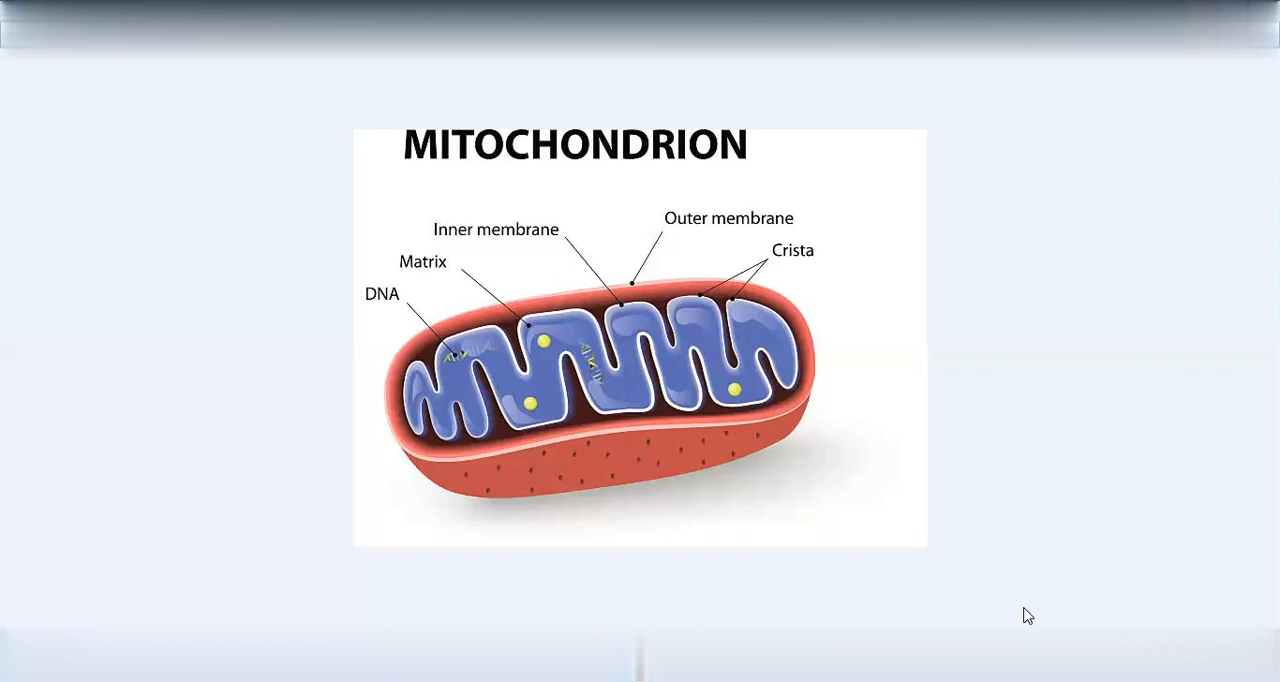 MITOCHONDRION
Outer membrane
Inner membrane
Crista
Matrix
DNA